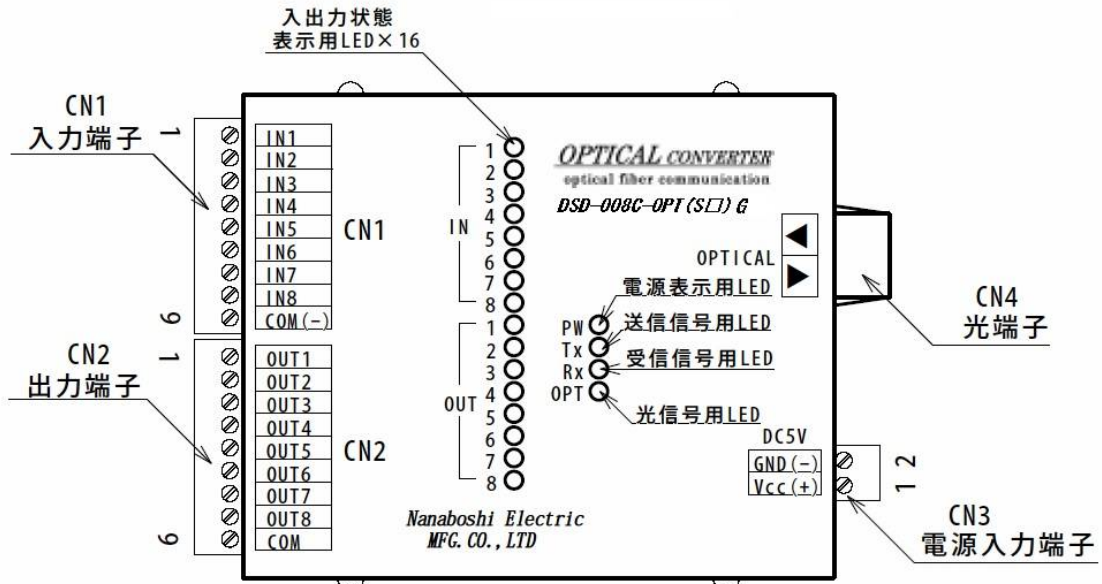 入出力状態
表示用LED×16
CN1
入力端子
1
9
IN1
IN2
IN3
IN4
IN5
IN6
IN7
IN8
COM(-)
CN1
CN2
出力端子
1
9
OUT1
OUT2
OUT3
OUT4
OUT5
OUT6
OUT7
OUT8
COM
CN2
IN
1
2
3
4
5
6
7
8
OUT
1
2
3
4
5
6
7
8
OPTICAL CONVERTER
optical fiber communication
DSD-008C-OPT(S□)G
OPTICAL
◀
▶
電源表示用LED
PW
送信信号用LED
Tx
受信信号用LED
Rx
OPT
光信号用LED
CN4
光端子
DC5V
GND(-)
Vcc(+)
2
1
CN3
電源入力端子
Nanaboshi Electric
MFG.CO.,LTD